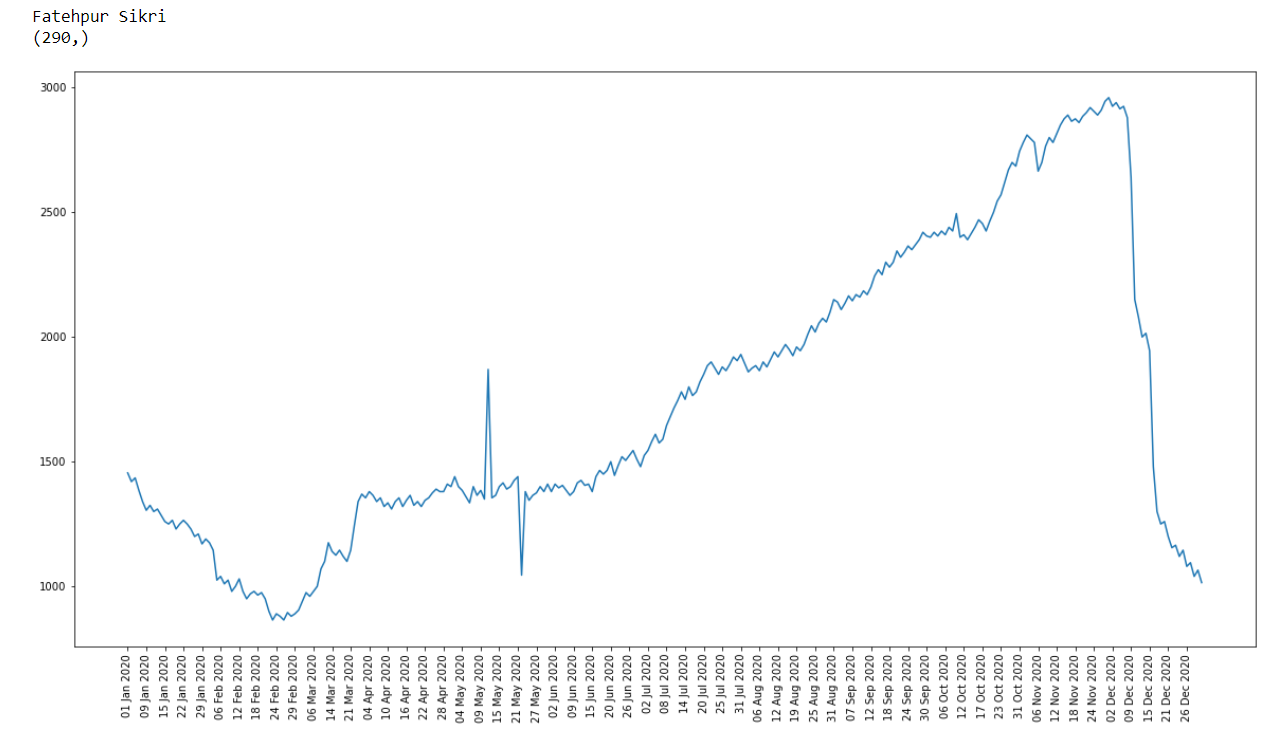 Fatehpur Sikri
(290,)
3000
2500
2000
1500
1000
01 Jan 2020
09 Jan 2020
15 Jan 2020
22 Jan 2020
29 Jan 2020
06 Feb 2020
12 Feb 2020
18 Feb 2020
24 Feb 2020
29 Feb 2020
06 Mar 2020
14 Mar 2020
21 Mar 2020
04 Apr 2020
10 Apr 2020
16 Apr 2020
22 Apr 2020
28 Apr 2020
04 May 2020
09 May 2020
15 May 2020
21 May 2020
27 May 2020
02 Jun 2020
09 Jun 2020
15 Jun 2020
20 Jun 2020
26 Jun 2020
02 Jul 2020
08 Jul 2020
14 Jul 2020
20 Jul 2020
25 Jul 2020
31 Jul 2020
06 Aug 2020
12 Aug 2020
19 Aug 2020
25 Aug 2020
31 Aug 2020
07 Sep 2020
12 Sep 2020
18 Sep 2020
24 Sep 2020
30 Sep 2020
06 Oct 2020
12 Oct 2020
17 Oct 2020
23 Oct 2020
31 Oct 2020
06 Nov 2020
12 Nov 2020
18 Nov 2020
24 Nov 2020
02 Dec 2020
09 Dec 2020
15 Dec 2020
21 Dec 2020
26 Dec 2020